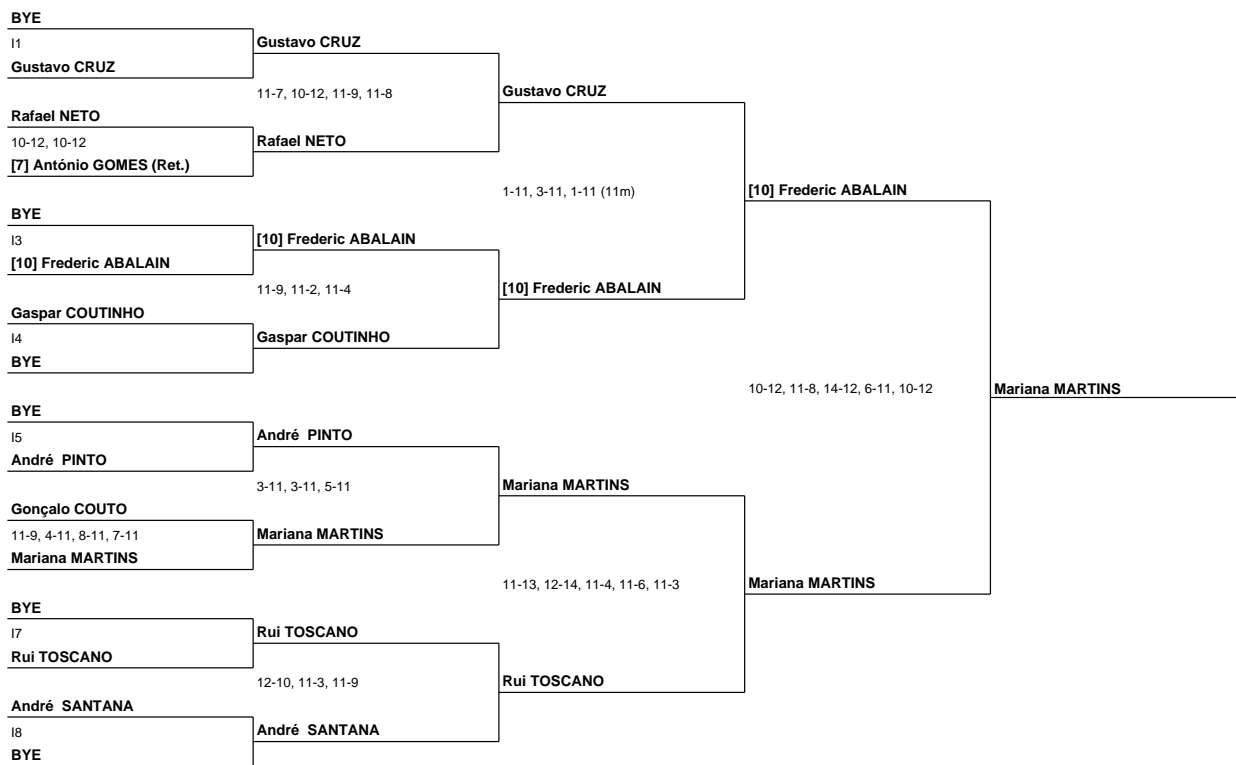 BYE
I1
Gustavo CRUZ
Gustavo CRUZ
11-7, 10-12, 11-9, 11-8
Gustavo CRUZ
Rafael NETO
10-12, 10-12
Rafael NETO
[7] António GOMES (Ret.)
1-11, 3-11, 1-11 (11m)
[10] Frederic ABALAIN
BYE
I3
[10] Frederic ABALAIN
[10] Frederic ABALAIN
11-9, 11-2, 11-4
[10] Frederic ABALAIN
Gaspar COUTINHO
I4
Gaspar COUTINHO
BYE
10-12, 11-8, 14-12, 6-11, 10-12
Mariana MARTINS
BYE
I5
André PINTO
André PINTO
3-11, 3-11, 5-11
Mariana MARTINS
Gonçalo COUTO
11-9, 4-11, 8-11, 7-11
Mariana MARTINS
Mariana MARTINS
11-13, 12-14, 11-4, 11-6, 11-3
Mariana MARTINS
BYE
I7
Rui TOSCANO
Rui TOSCANO
12-10, 11-3, 11-9
Rui TOSCANO
André SANTANA
I8
André SANTANA
BYE